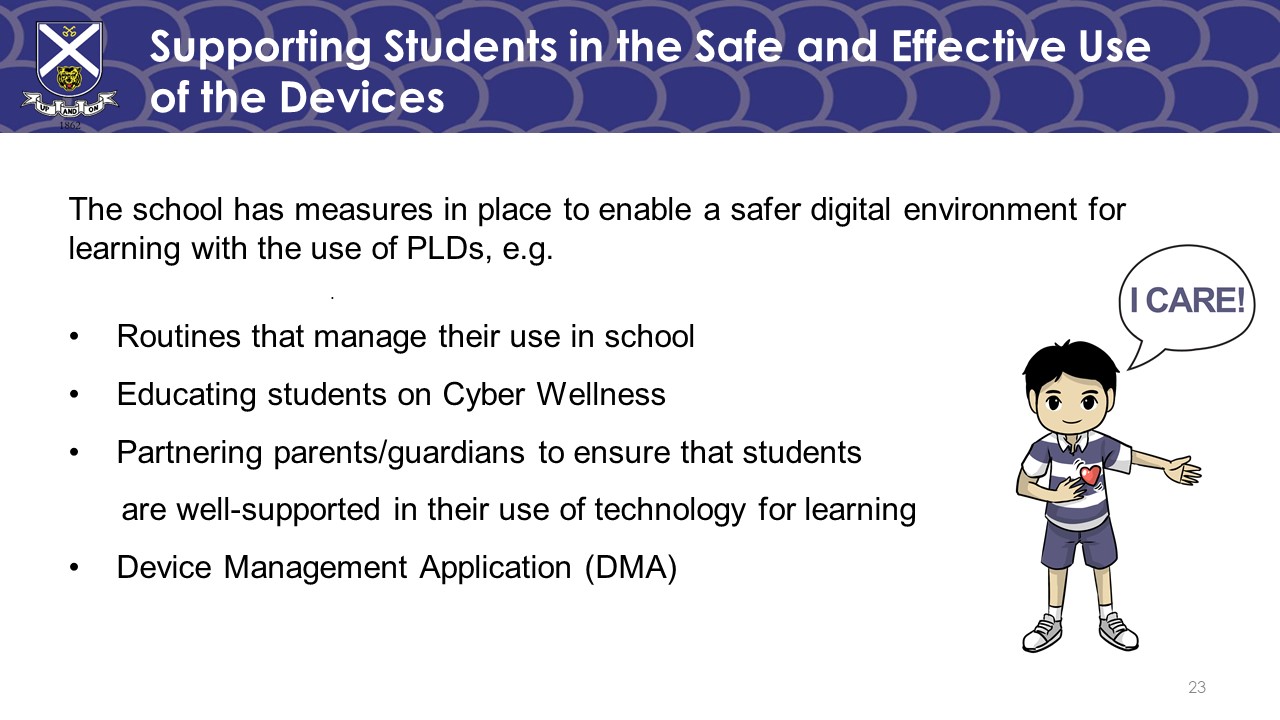 Supporting Students in the Safe and Effective Use
of the Devices
UP AND ON
1862
The school has measures in place to enable a safer digital environment for
learning with the use of PLDs, e.g.
.
• Routines that manage their use in school
• Educating students on Cyber Wellness
• Partnering parents/guardians to ensure that students
are well-supported in their use of technology for learning
• Device Management Application (DMA)
I CARE!
23